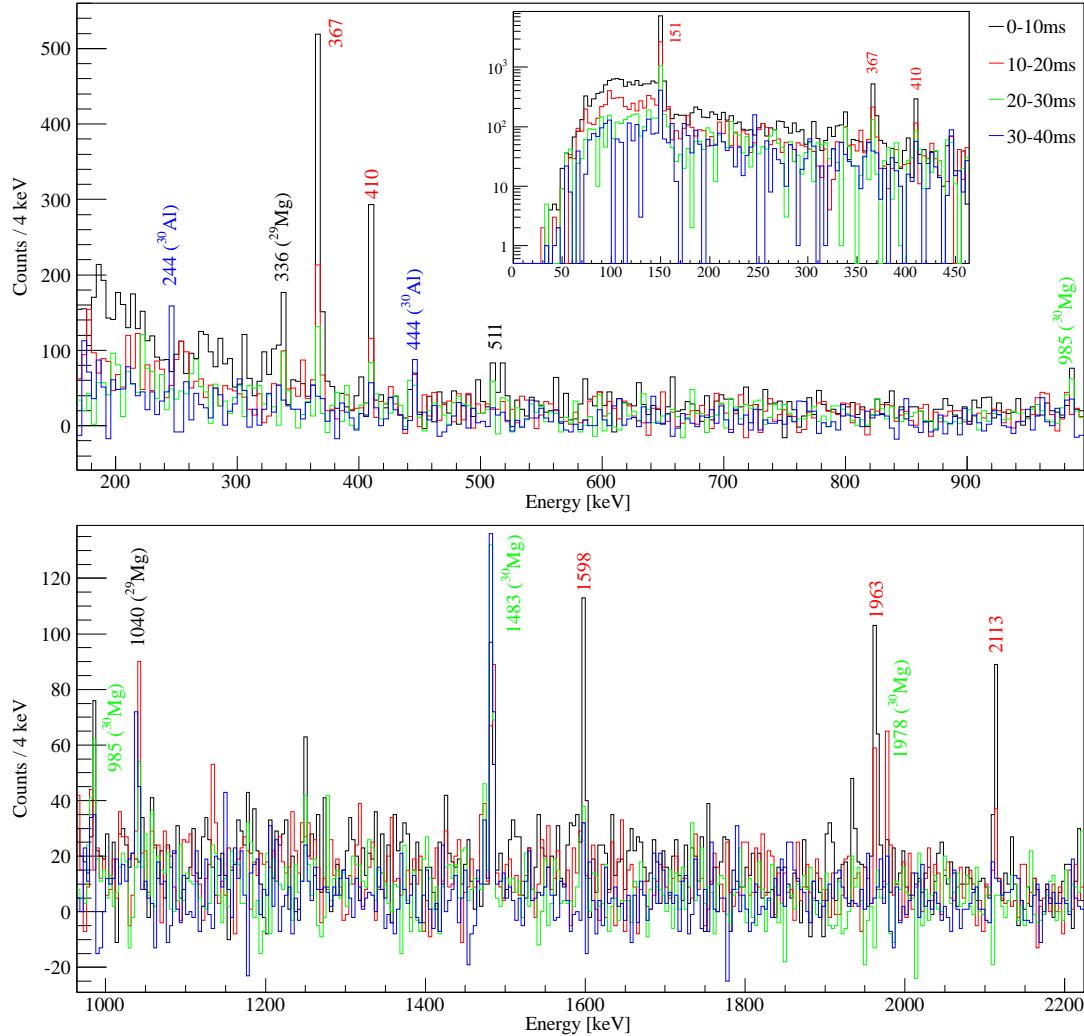 Counts / 4 keV
500
400
300
200
100
0
367
410
244 (³⁰Al)
336 (²⁹Mg)
444 (³⁰Al)
511
985 (³⁰Mg)
200 300 400 500 600 700 800 900
Energy [keV]
10³
10²
10
1
151
367
410
0 50 100 150 200 250 300 350 400 450
0-10ms
10-20ms
20-30ms
30-40ms
Counts / 4 keV
120
100
80
60
40
20
0
-20
985 (³⁰Mg)
1040 (²⁹Mg)
1483 (³⁰Mg)
1598
1963
1978 (³⁰Mg)
2113
1000 1200 1400 1600 1800 2000 2200
Energy [keV]